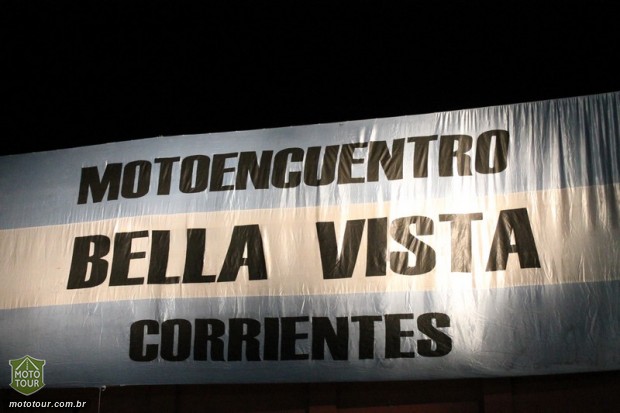 MOTOENCUENTRO
BELLA VISTA
CORRIENTES
MOTO
TOUR
mototour.com.br